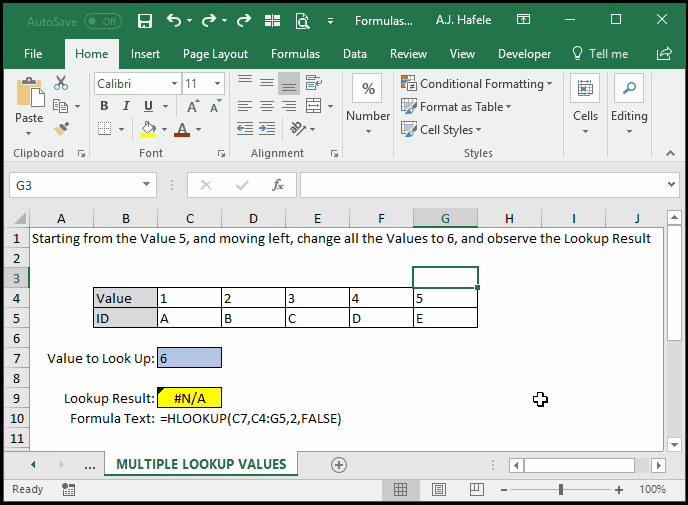 AutoSave Off Formulas... A.J. Hafele
File Home Insert Page Layout Formulas Data Review View Developer Tell me
Paste Calibri 11 % Conditional Formatting
B I U A A Number Format as Table Cells Editing
A Cell Styles
Clipboard Font Alignment Styles
G3 fx
A B C D E F G H I J
1 Starting from the Value 5, and moving left, change all the Values to 6, and observe the Lookup Result
2
3
4 Value 1 2 3 4 5
5 ID A B C D E
6
7 Value to Look Up: 6
8
9 Lookup Result: #N/A
10 Formula Text: =HLOOKUP(C7,C4:G5,2,FALSE)
11
... MULTIPLE LOOKUP VALUES
Ready 100%